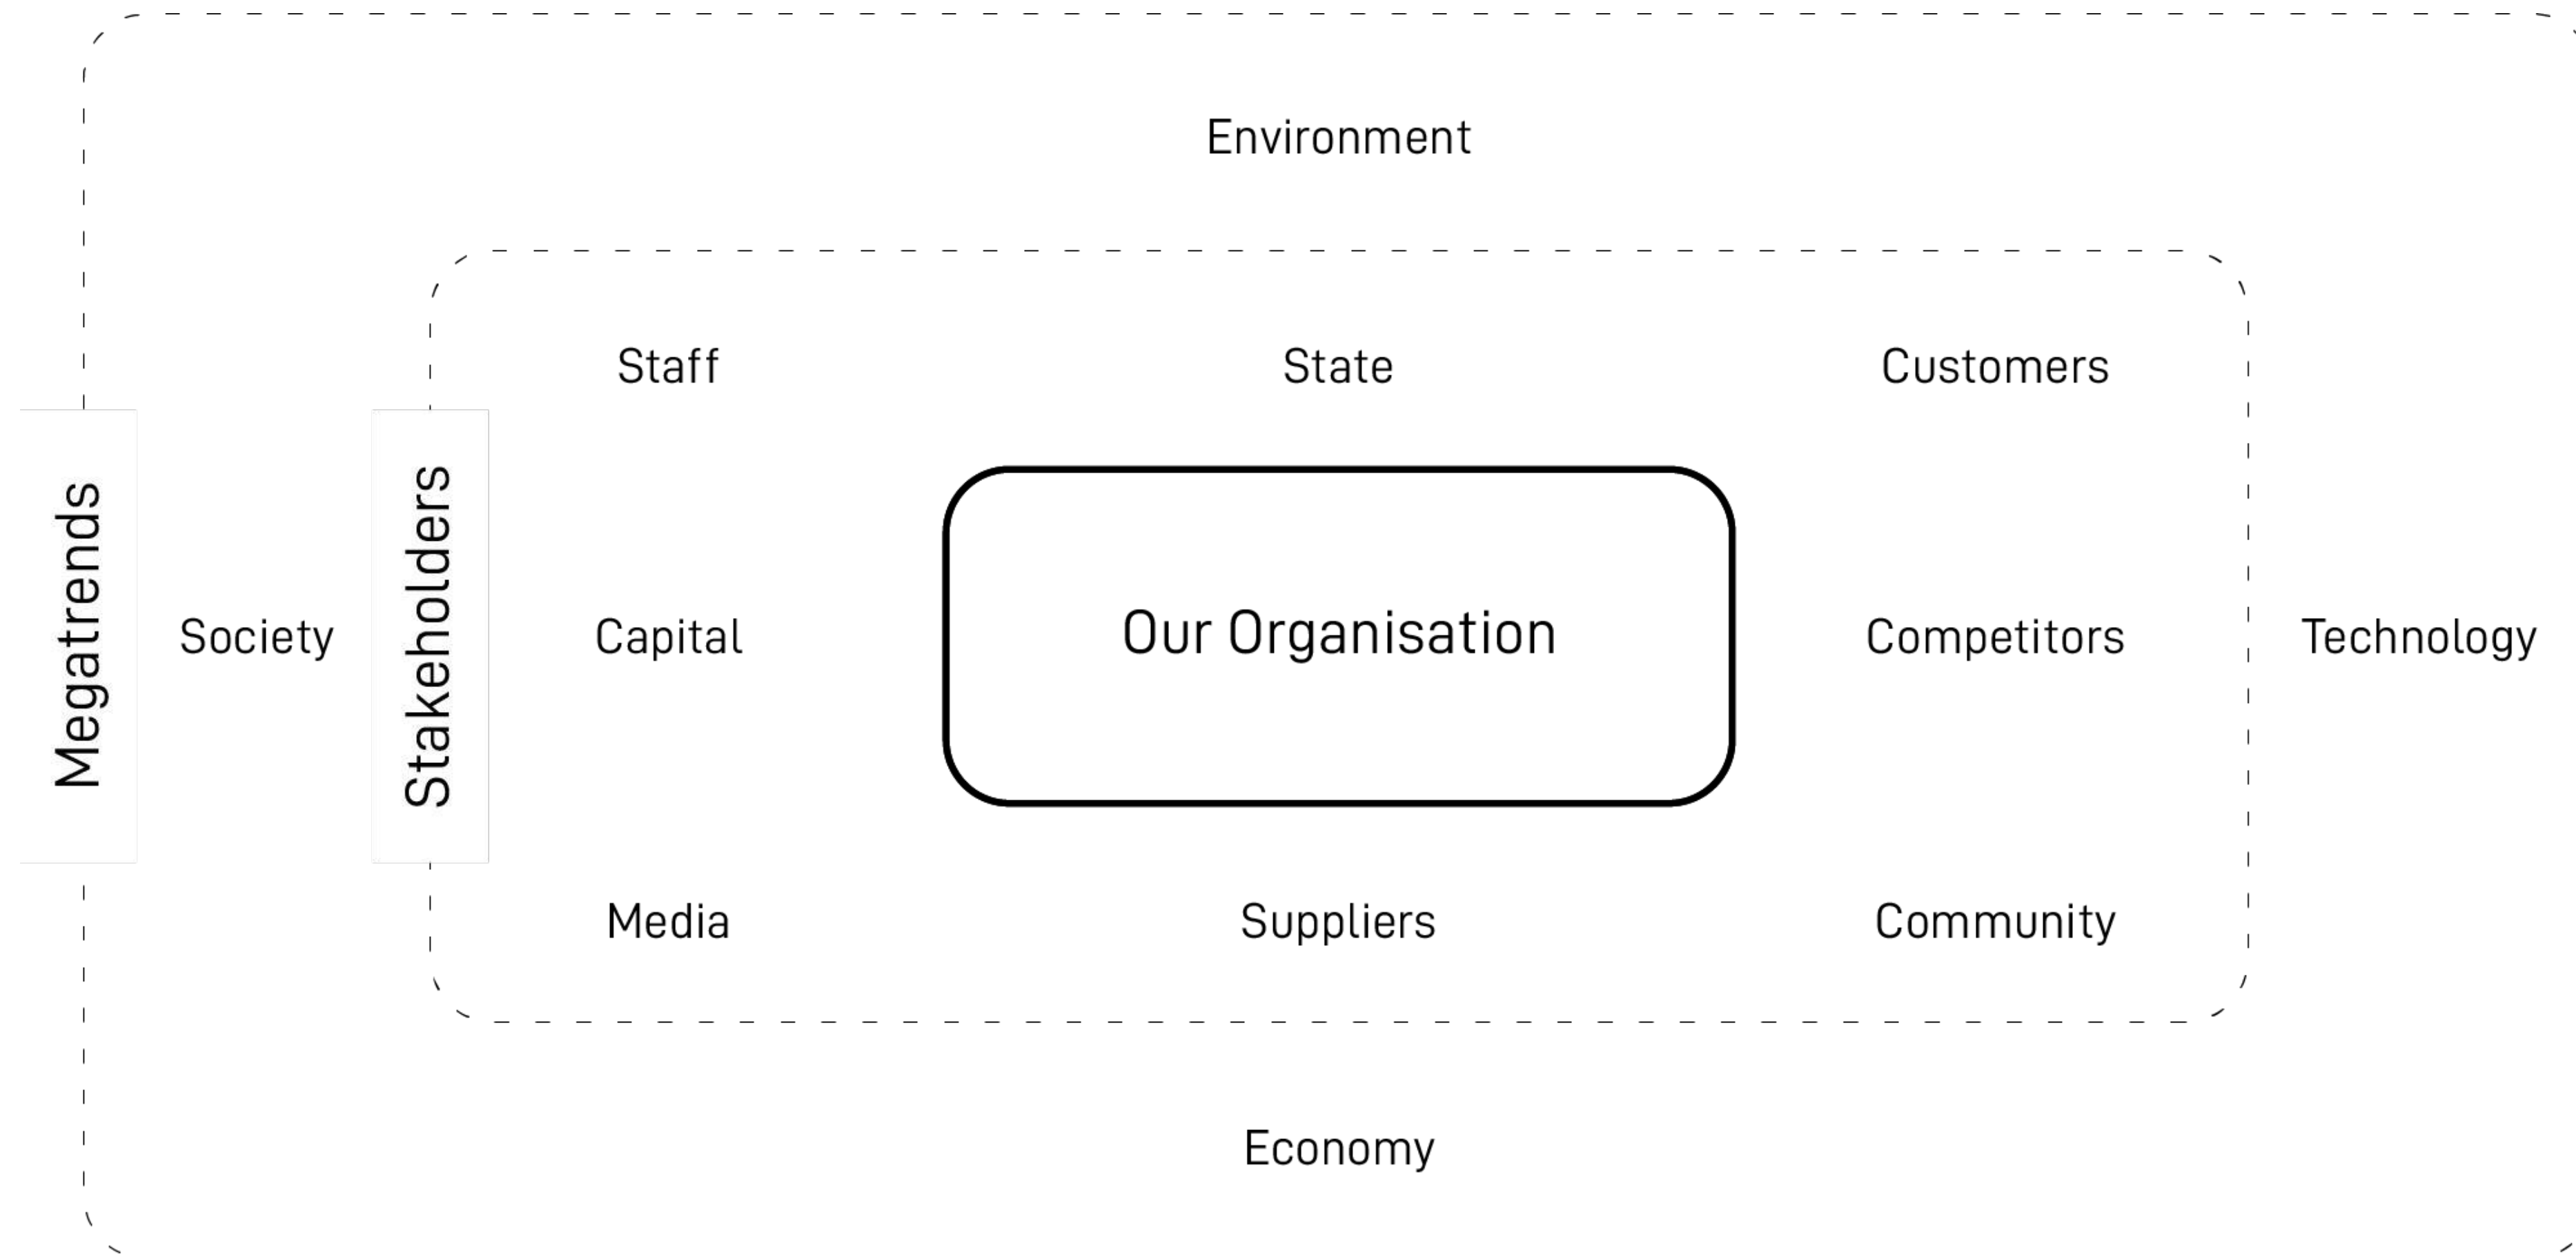 Environment
Staff
State
Customers
Megatrends
Society
Stakeholders
Capital
Our Organisation
Competitors
Technology
Media
Suppliers
Community
Economy